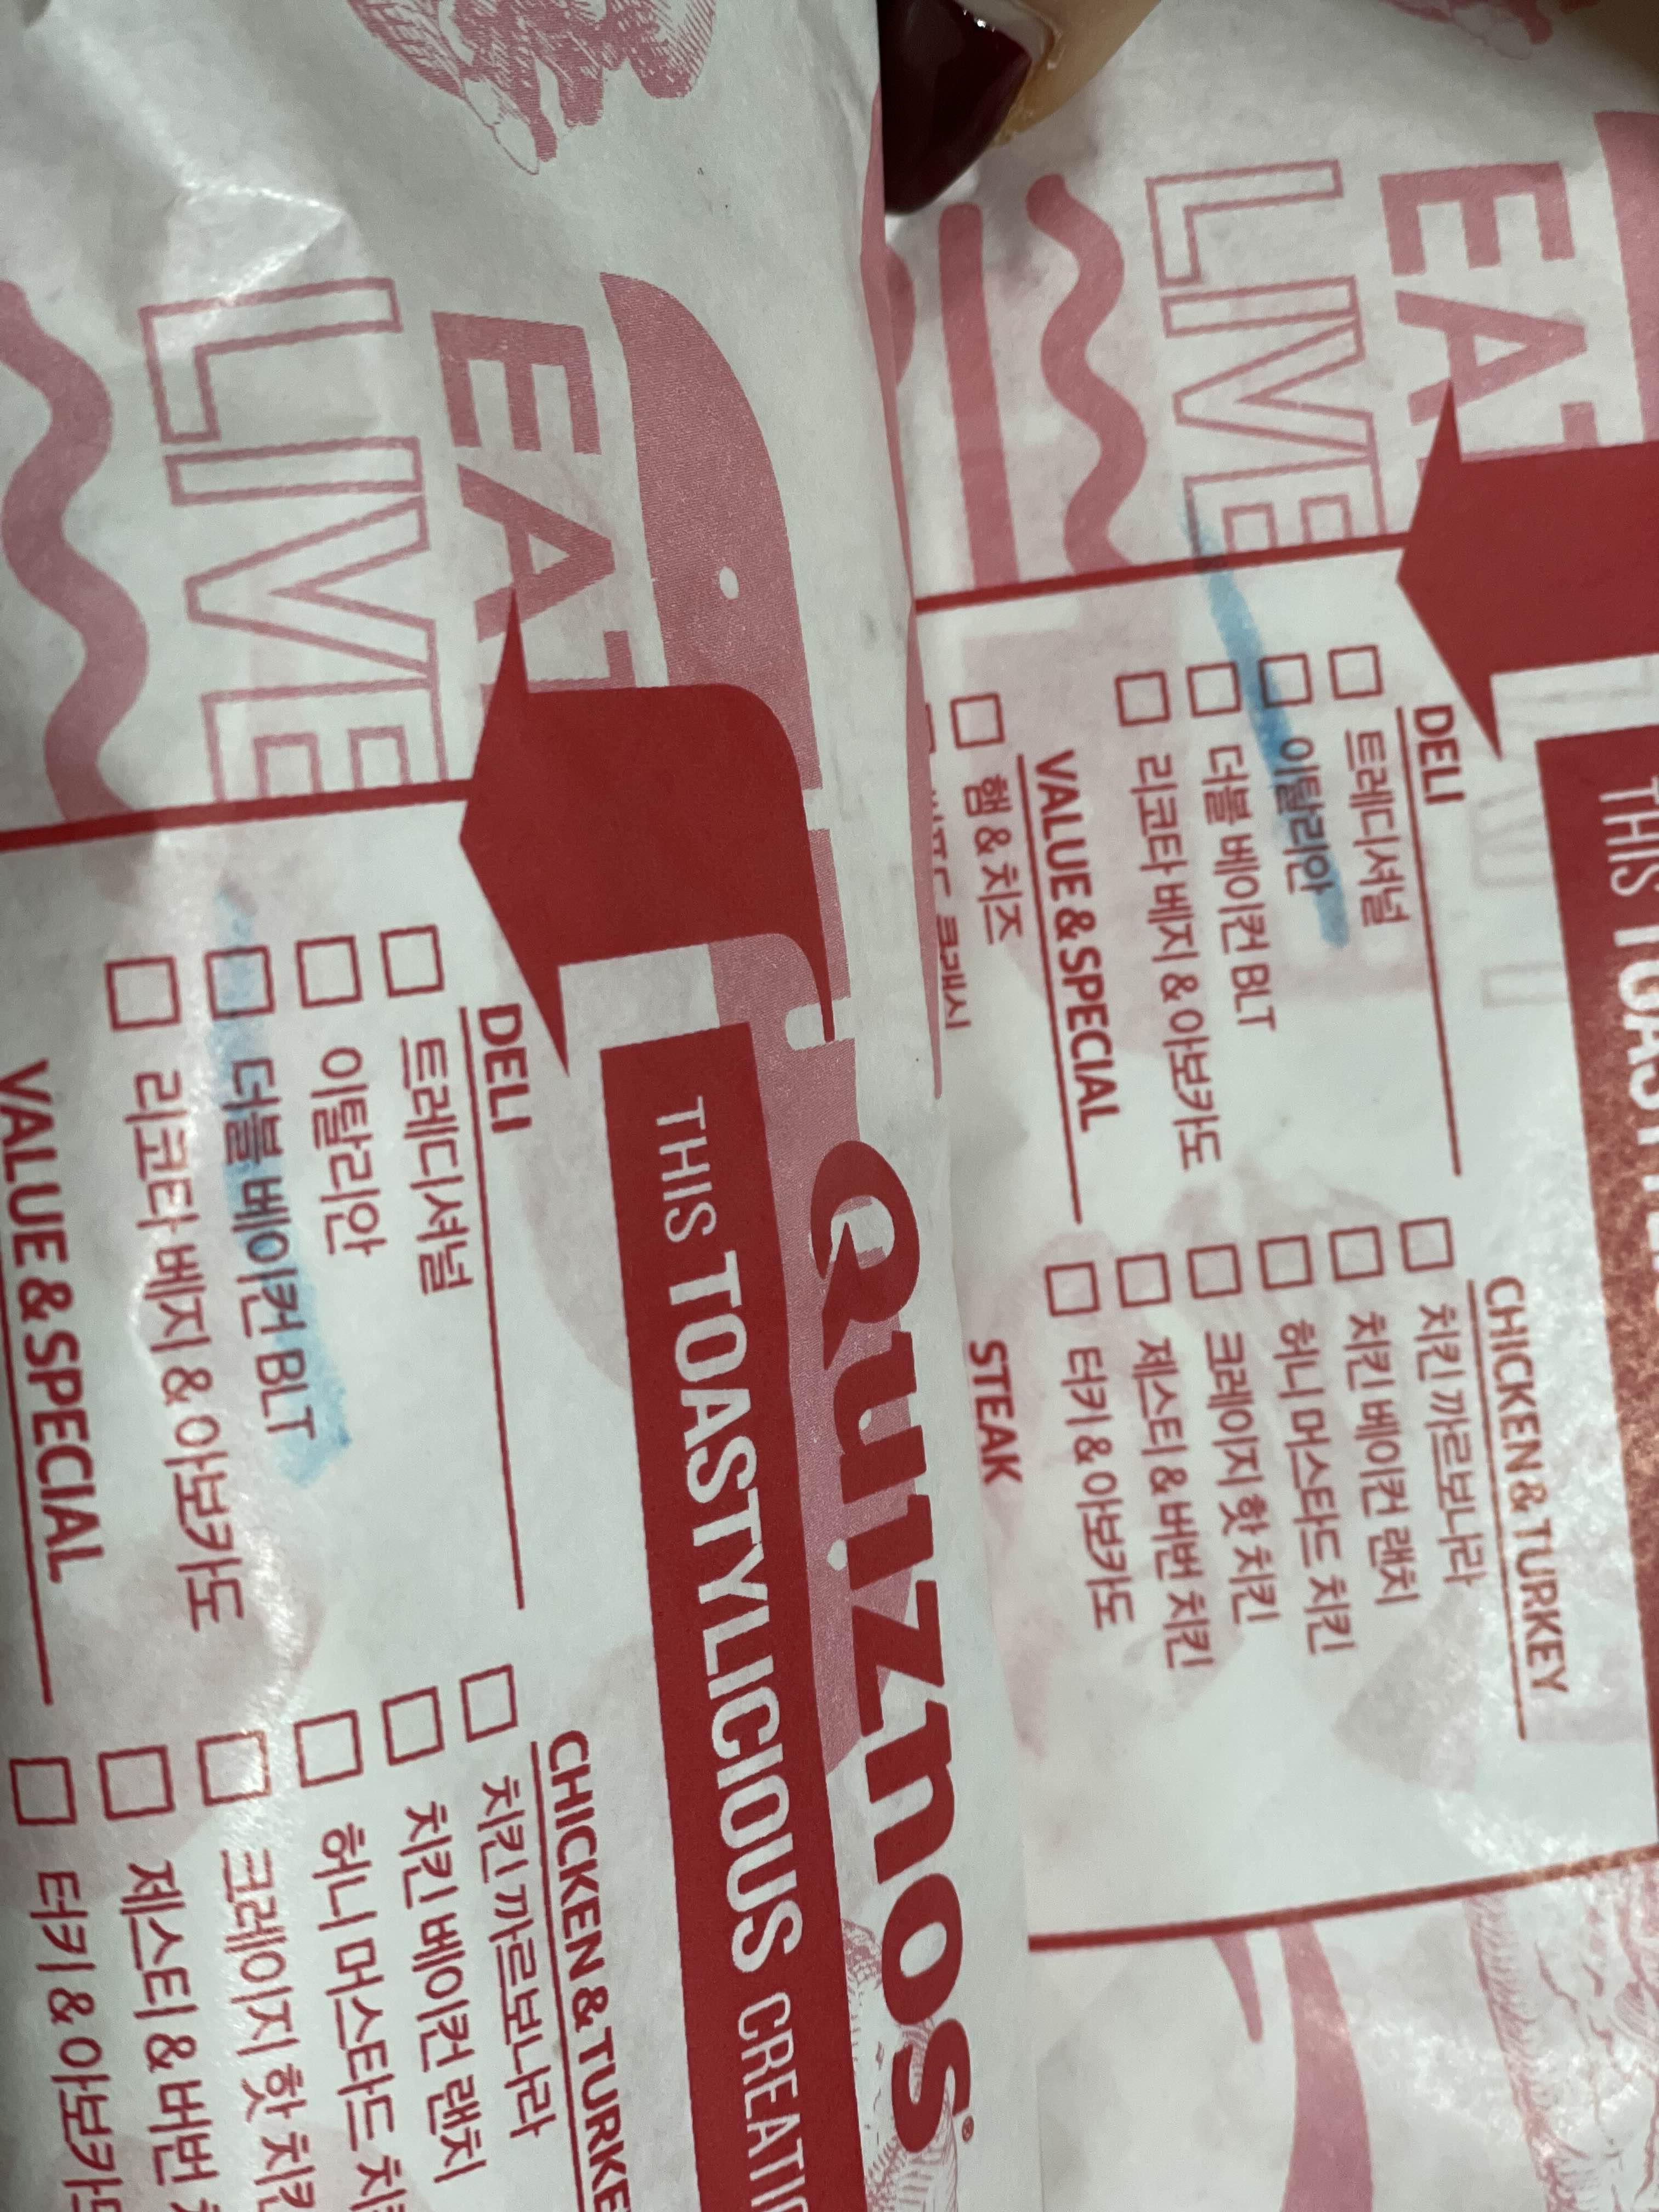 EAT
LIVE
Quiznos®
THIS TOASTYLICIOUS
DELI
트레디셔널
이탈리안
더블 베이컨 BLT
리코타 베지 & 아보카도
VALUE & SPECIAL
CHICKEN & TURKE
치킨 까르보나라
치킨 베이컨 랜치
허니 머스타드
크레이지 핫 치킨
제스티 & 버번
터키 & 아보카
EAT
LIVE
THIS
DELI
트레디셔널
이탈리안
더블 베이컨 BLT
리코타 베지 & 아보카도
VALUE & SPECIAL
햄 & 치즈
CHICKEN & TURKEY
치킨 까르보나라
치킨 베이컨 랜치
허니 머스타드 치킨
크레이지 핫 치킨
제스티 & 버번 치킨
터키 & 아보카도
STEAK